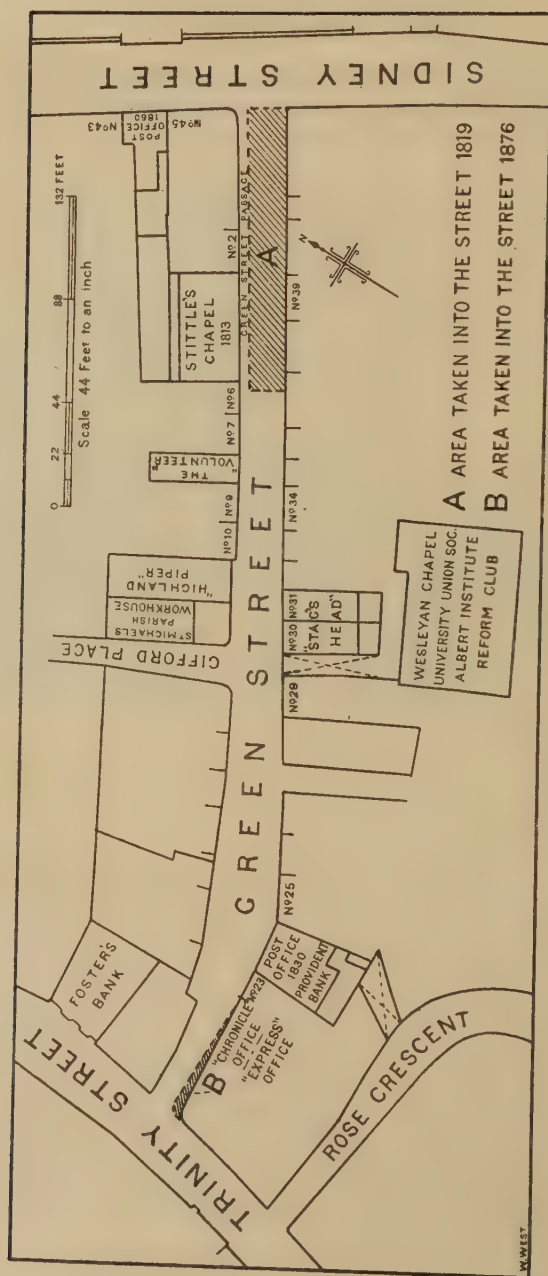 SIDNEY STREET
POST
OFFICE
1860
Nº43
Nº45
132 FEET
88
44
22
0
Scale 44 Feet to an inch
GREEN STREET PASSAGE
A
Nº2
STITTLE'S
CHAPEL
1813
Nº39
Nº6
Nº7
THE
"VOLUNTEER"
Nº9
Nº10
Nº34
"HIGHLAND
PIPER"
ST MICHAELS
PARISH
WORKHOUSE
GIFFORD PLACE
GREEN STREET
Nº30
Nº31
"STAG'S
HEAD"
Nº29
WESLEYAN CHAPEL
UNIVERSITY UNION SOC.
ALBERT INSTITUTE
REFORM CLUB
N
A AREA TAKEN INTO THE STREET 1819
B AREA TAKEN INTO THE STREET 1876
Nº25
POST
OFFICE
1830
PROVIDENT
BANK
FOSTER'S
BANK
Nº23
"CHRONICLE"
OFFICE
"EXPRESS"
OFFICE
B
TRINITY STREET
ROSE CRESCENT
W. WEST